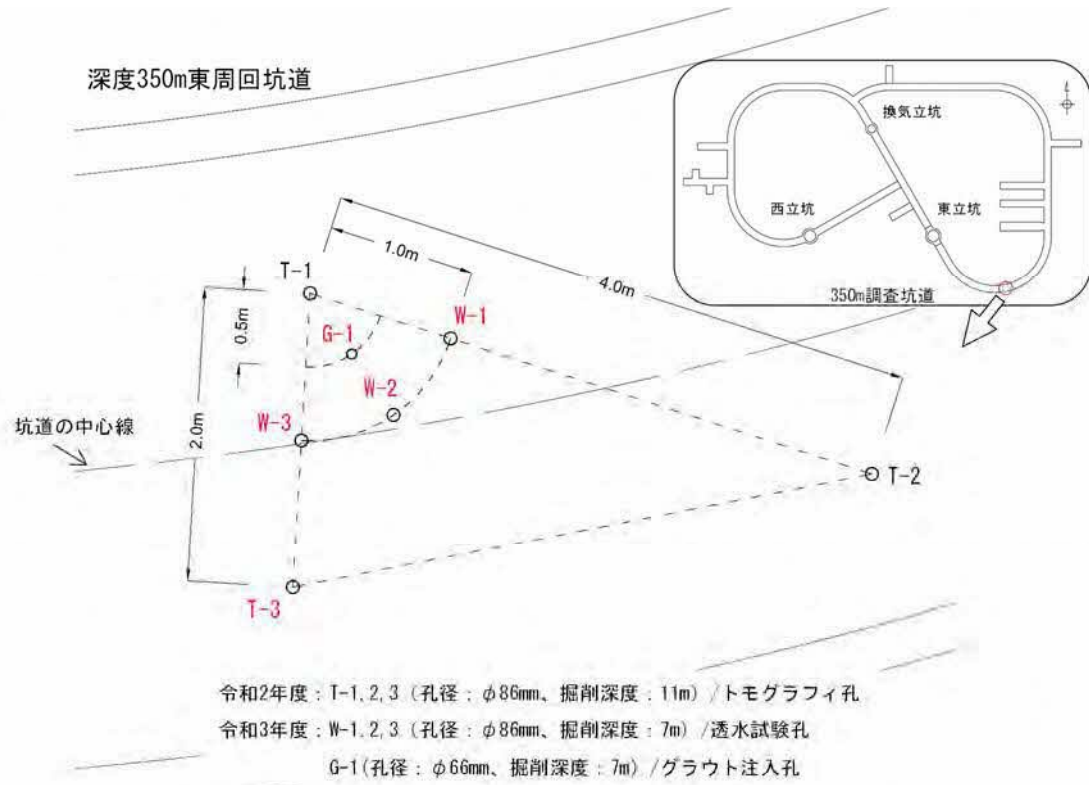 深度350m東周回坑道
換気立坑
西立坑
東立坑
350m調査坑道
1.0m
4.0m
T-1
W-1
G-1
0.5m
W-2
W-3
2.0m
坑道の中心線
T-2
T-3
令和2年度：T-1,2,3（孔径：φ86mm、掘削深度：11m）/トモグラフィ孔
令和3年度：W-1,2,3（孔径：φ86mm、掘削深度：7m）/透水試験孔
G-1(孔径：φ66mm、掘削深度：7m）/グラウト注入孔